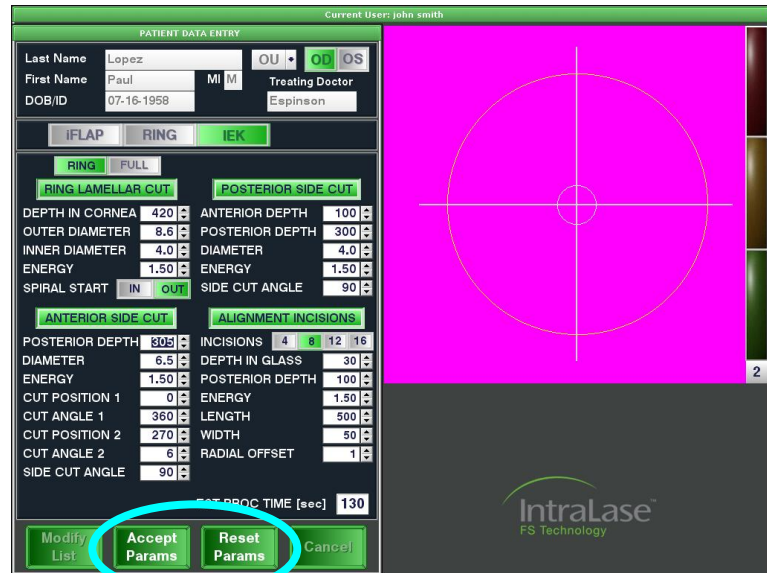 Current User: john smith
PATIENT DATA ENTRY
Last Name Lopez OU OD OS
First Name Paul MI M Treating Doctor
DOB/ID 07-16-1958 Espinson
iFLAP RING IEK
RING FULL
RING LAMELLAR CUT
DEPTH IN CORNEA 420
OUTER DIAMETER 8.6
INNER DIAMETER 4.0
ENERGY 1.50
SPIRAL START IN OUT
POSTERIOR SIDE CUT
ANTERIOR DEPTH 100
POSTERIOR DEPTH 300
DIAMETER 4.0
ENERGY 1.50
SIDE CUT ANGLE 90
ANTERIOR SIDE CUT
POSTERIOR DEPTH 305
DIAMETER 6.5
ENERGY 1.50
CUT POSITION 1 0
CUT ANGLE 1 360
CUT POSITION 2 270
CUT ANGLE 2 6
SIDE CUT ANGLE 90
ALIGNMENT INCISIONS
INCISIONS 4 8 12 16
DEPTH IN GLASS 30
POSTERIOR DEPTH 100
ENERGY 1.50
LENGTH 500
WIDTH 50
RADIAL OFFSET 1
EST PROC TIME [sec] 130
Modify List
Accept Params
Reset Params
Cancel
2
IntraLase™
FS Technology